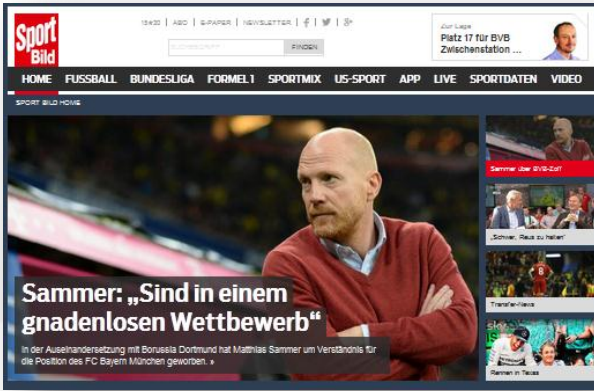 Sport
Bild
ABO | E-PAPER | NEWSLETTER
SUCHBEGRIFF
FINDEN
Zur Lage
Platz 17 für BVB
Zwischenstation ...
HOME FUSSBALL BUNDESLIGA FORMEL1 SPORTMIX US-SPORT APP LIVE SPORTDATEN VIDEO
SPORT BILD HOME
Sammer über BVB-Zoff
„Schwer, Reus zu halten“
Transfer-News
sky
Rennen in Texas
Sammer: „Sind in einem
gnadenlosen Wettbewerb“
In der Auseinandersetzung mit Borussia Dortmund hat Matthias Sammer um Verständnis für
die Position des FC Bayern München geworben. »